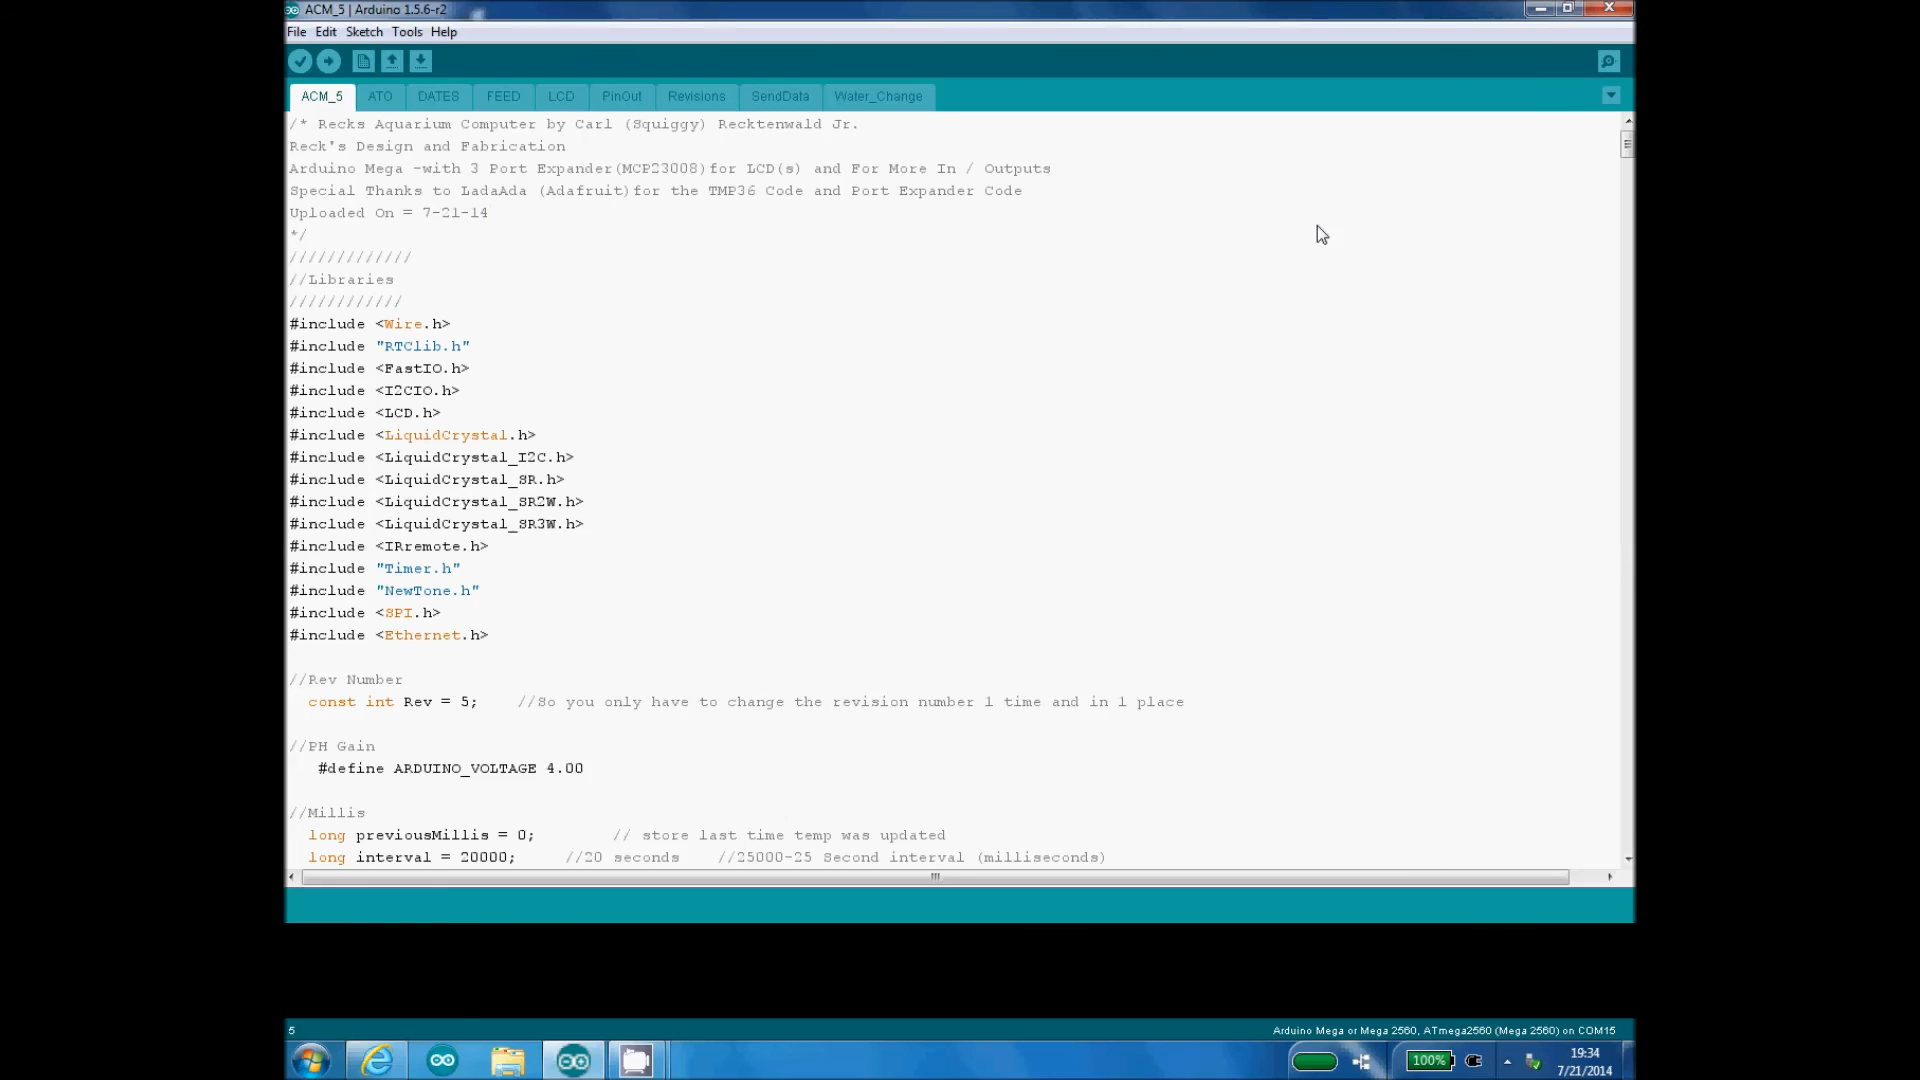 ACM_5 | Arduino 1.5.6-r2
File Edit Sketch Tools Help
ACM_5 ATO DATES FEED LCD PinOut Revisions SendData Water_Change
/* Recks Aquarium Computer by Carl (Squiggy) Recktenwald Jr.
Reck's Design and Fabrication
Arduino Mega -with 3 Port Expander(MCP23008)for LCD(s) and For More In / Outputs
Special Thanks to LadaAda (Adafruit)for the TMP36 Code and Port Expander Code
Uploaded On = 7-21-14
*/
/////////////
//Libraries
////////////
#include <Wire.h>
#include "RTClib.h"
#include <FastIO.h>
#include <I2CIO.h>
#include <LCD.h>
#include <LiquidCrystal.h>
#include <LiquidCrystal_I2C.h>
#include <LiquidCrystal_SR.h>
#include <LiquidCrystal_SR2W.h>
#include <LiquidCrystal_SR3W.h>
#include <IRremote.h>
#include "Timer.h"
#include "NewTone.h"
#include <SPI.h>
#include <Ethernet.h>
//Rev Number
const int Rev = 5; //So you only have to change the revision number 1 time and in 1 place
//PH Gain
#define ARDUINO_VOLTAGE 4.00
//Millis
long previousMillis = 0; // store last time temp was updated
long interval = 20000; //20 seconds //25000-25 Second interval (milliseconds)
5 Arduino Mega or Mega 2560, ATmega2560 (Mega 2560) on COM15
100% 19:34
7/21/2014